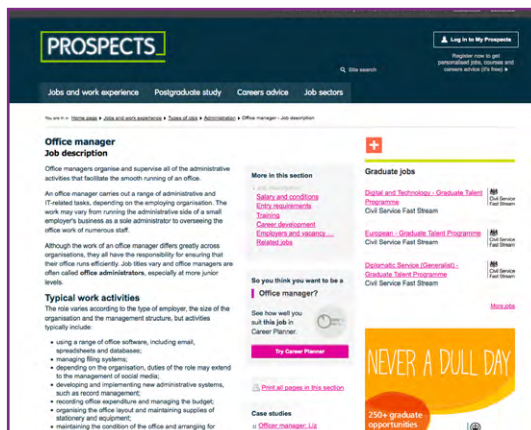 PROSPECTS
Log in to My Prospects
Register now to get
personalised jobs, courses and
careers advice (it's free)
Site search
Jobs and work experience
Postgraduate study
Careers advice
Job sectors
You are in: Home page Jobs and work experience Types of jobs Administration Office manager - Job description
Office manager
Job description
Office managers organise and supervise all of the administrative
activities that facilitate the smooth running of an office.
An office manager carries out a range of administrative and
IT-related tasks, depending on the employing organisation. The
work may vary from running the administrative side of a small
employer's business as a sole administrator to overseeing the
office work of numerous staff.
Although the work of an office manager differs greatly across
organisations, they all have the responsibility for ensuring that
their office runs efficiently. Job titles vary and office managers are
often called office administrators, especially at more junior
levels.
Typical work activities
The role varies according to the type of employer, the size of the
organisation and the management structure, but activities
typically include:
• using a range of office software, including email,
spreadsheets and databases;
• managing filing systems;
• depending on the organisation, duties of the role may extend
to the management of social media;
• developing and implementing new administrative systems,
such as record management;
• recording office expenditure and managing the budget;
• organising the office layout and maintaining supplies of
stationery and equipment;
• maintaining the condition of the office and arranging for
More in this section
Job description
Salary and conditions
Entry requirements
Training
Career development
Employers and vacancy ....
Related jobs
So you think you want to be a
Office manager?
See how well you
suit this job in
Career Planner.
Try Career Planner
Print all pages in this section
Case studies
Officer manager: Liz
Graduate jobs
Digital and Technology - Graduate Talent
Programme
Civil Service Fast Stream
Civil Service
Fast Stream
European - Graduate Talent Programme
Civil Service Fast Stream
Civil Service
Fast Stream
Diplomatic Service (Generalist) -
Graduate Talent Programme
Civil Service Fast Stream
Civil Service
Fast Stream
More jobs
NEVER A DULL DAY
250+ graduate
opportunities